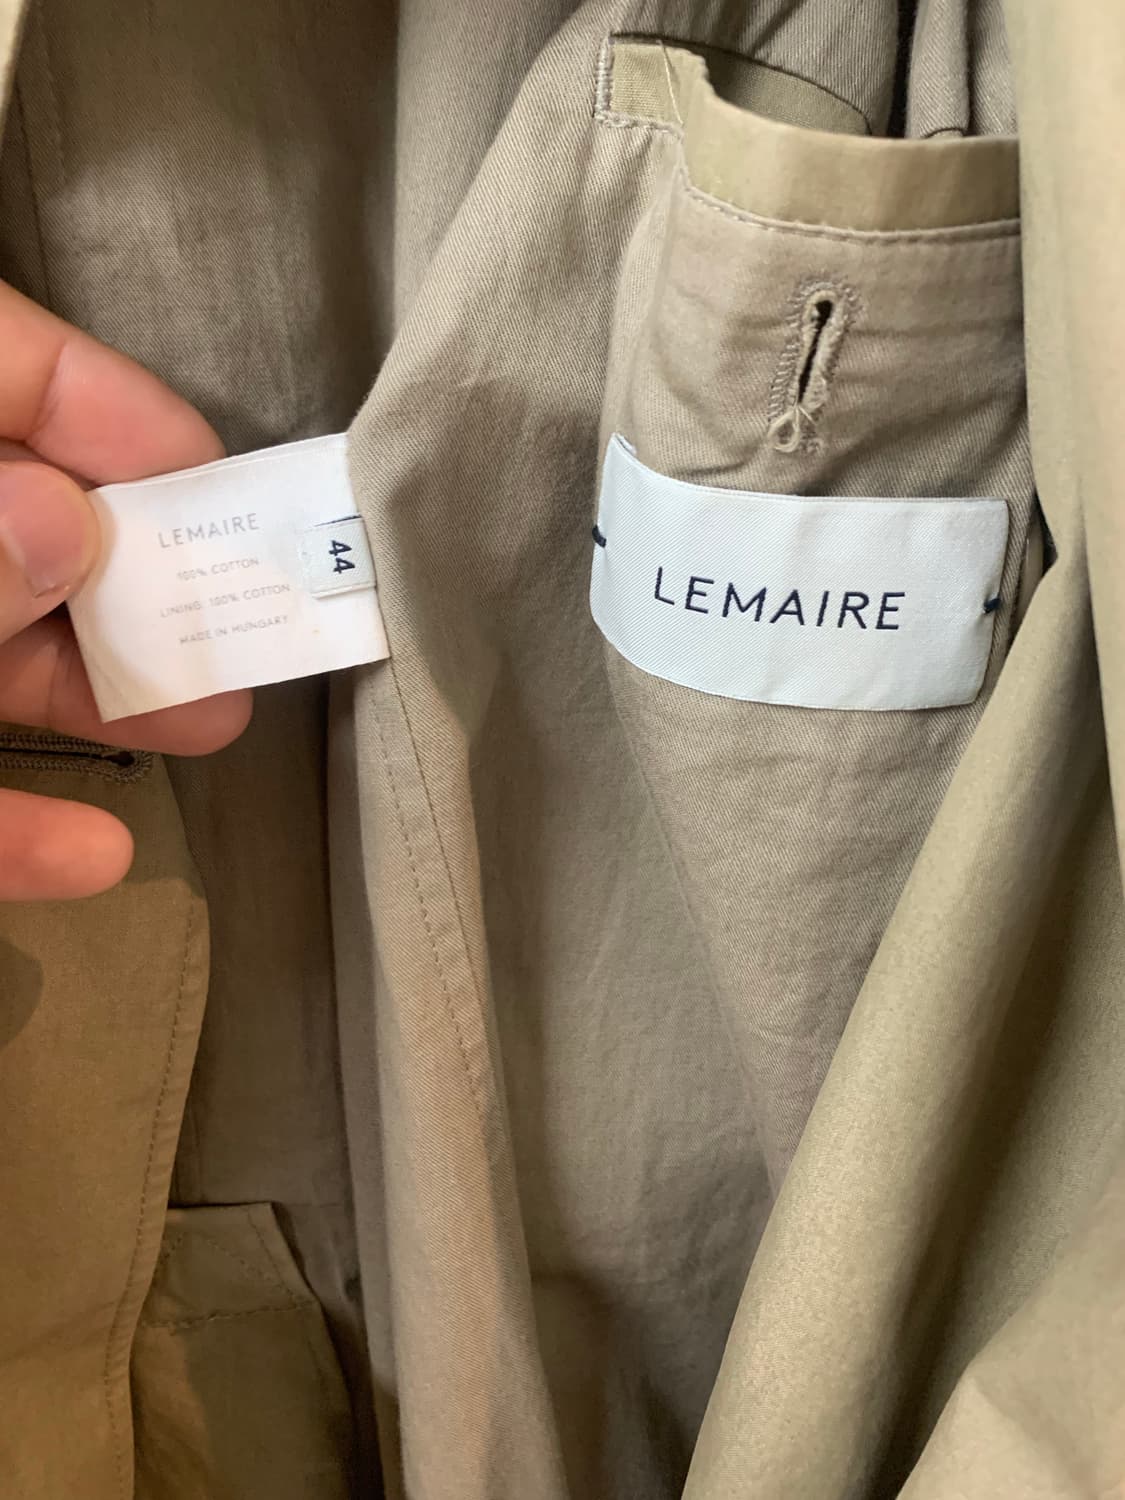 LEMAIRE
100% COTTON
LINING: 100% COTTON
MADE IN HUNGARY
44
LEMAIRE